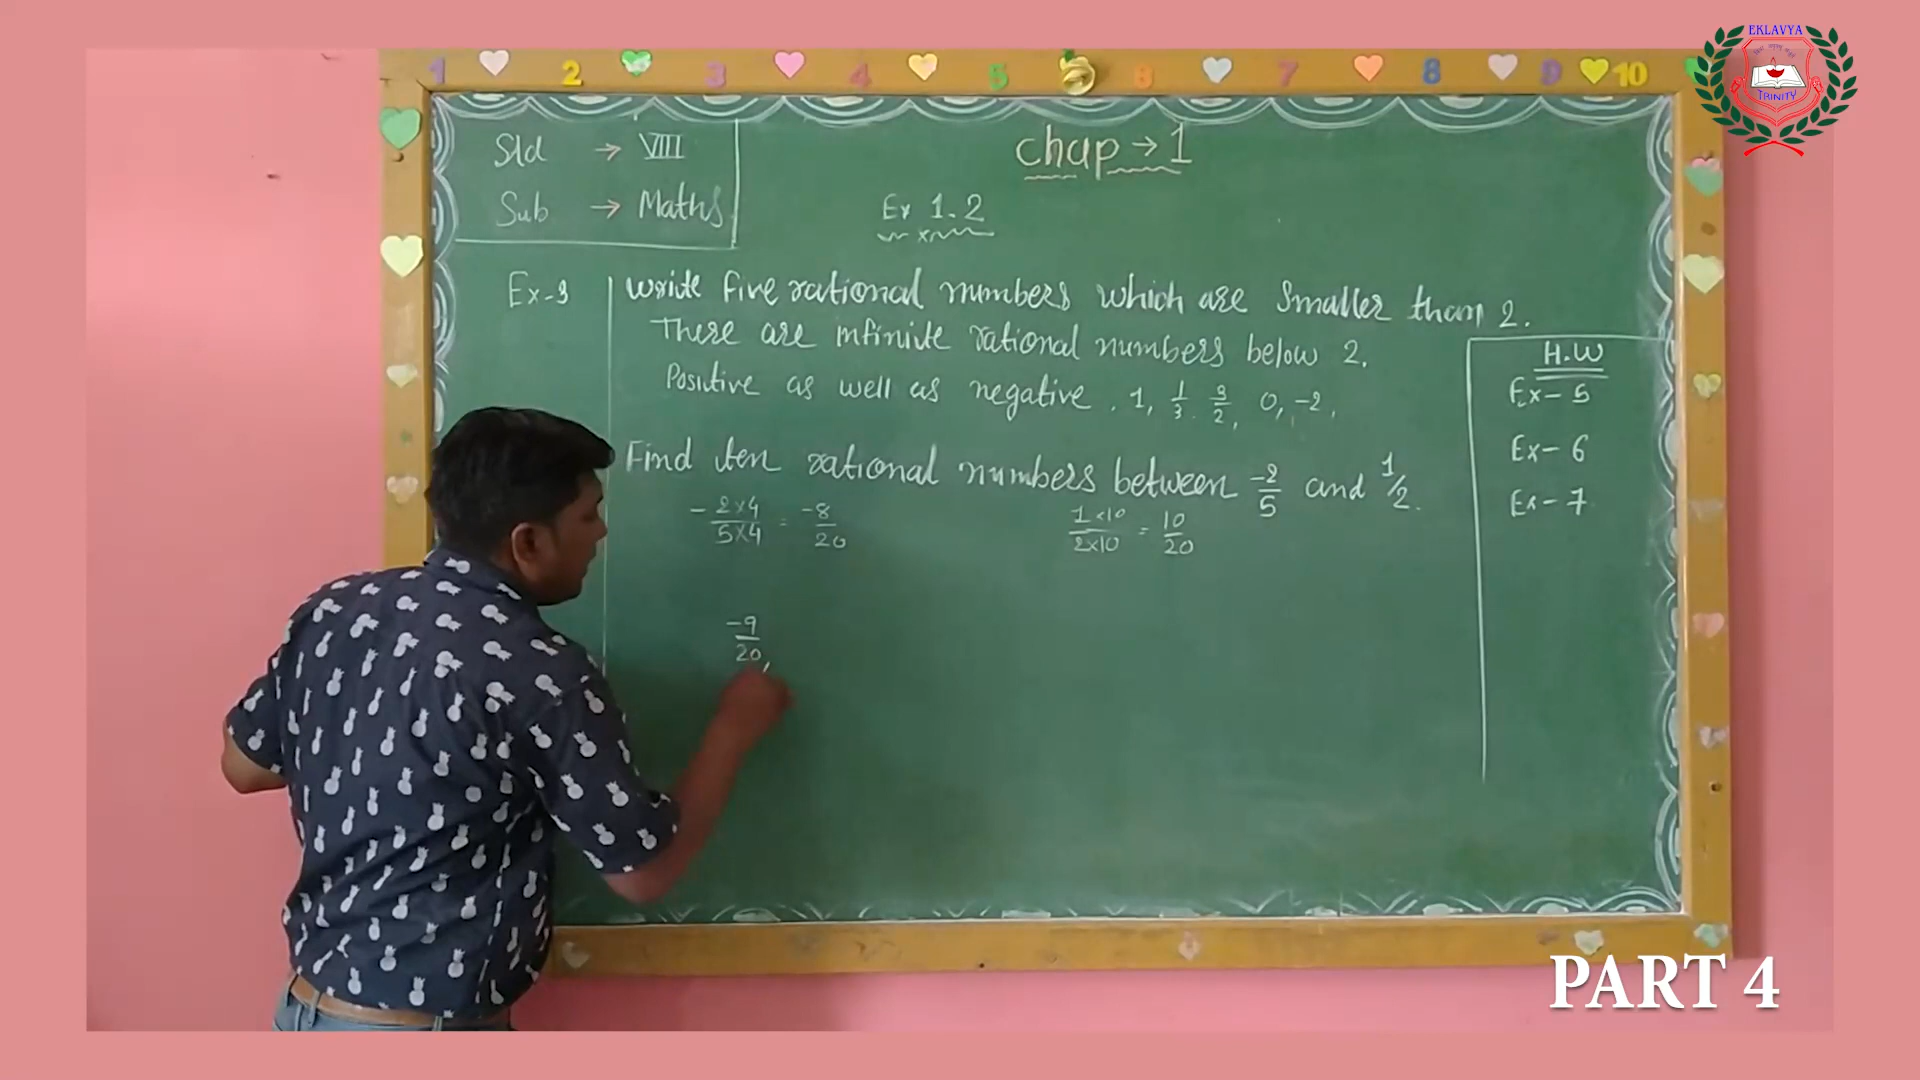 EKLAVYA
TRINITY
1 2 3 4 5 6 7 8 9 10
Std → VIII
Sub → Maths
Chap → 1
Ex 1.2
Ex-3
Write five rational numbers which are smaller than 2.
There are infinite rational numbers below 2.
Positive as well as negative. 1, 1/3. 3/2, 0, -2,
Find ten rational numbers between -2/5 and 1/2.
- 2×4/5×4 = -8/20
1×10/2×10 = 10/20
-9/20,
H.W
Ex- 5
Ex- 6
Ex- 7
PART 4